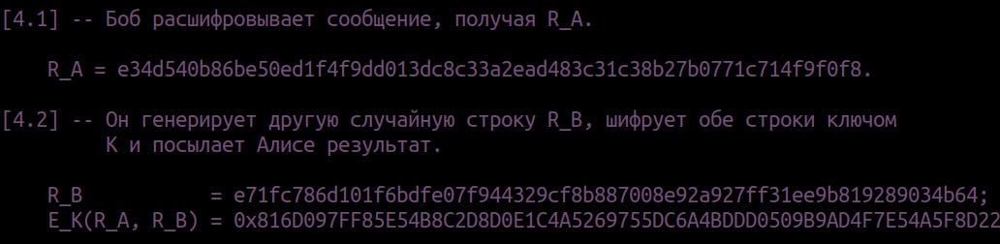 [4.1] -- Боб расшифровывает сообщение, получая R_A.
R_A = e34d540b86be50ed1f4f9dd013dc8c33a2ead483c31c38b27b0771c714f9f0f8.
[4.2] -- Он генерирует другую случайную строку R_B, шифрует обе строки ключом
K и посылает Алисе результат.
R_B = e71fc786d101f6bdfe07f944329cf8b887008e92a927ff31ee9b819289034b64;
E_K(R_A, R_B) = 0x816D097FF85E54B8C2D8D0E1C4A5269755DC6A4BDDD0509B9AD4F7E54A5F8D22